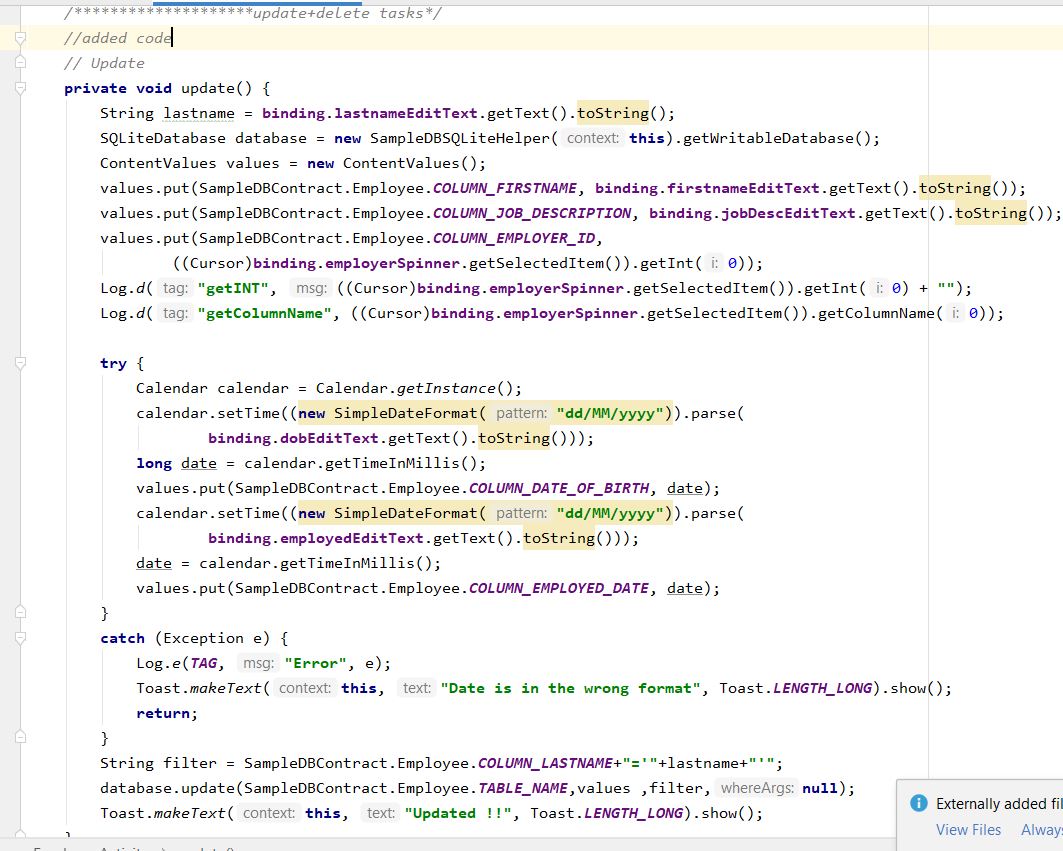 /********************update+delete tasks*/
//added code
// Update
private void update() {
String lastname = binding.lastnameEditText.getText().toString();
SQLiteDatabase database = new SampleDBSQLiteHelper( context: this).getWritableDatabase();
ContentValues values = new ContentValues();
values.put(SampleDBContract.Employee.COLUMN_FIRSTNAME, binding.firstnameEditText.getText().toString());
values.put(SampleDBContract.Employee.COLUMN_JOB_DESCRIPTION, binding.jobDescEditText.getText().toString());
values.put(SampleDBContract.Employee.COLUMN_EMPLOYER_ID,
((Cursor)binding.employerSpinner.getSelectedItem()).getInt( i: 0));
Log.d( tag: "getINT", msg: ((Cursor)binding.employerSpinner.getSelectedItem()).getInt( i: 0) + "");
Log.d( tag: "getColumnName", ((Cursor)binding.employerSpinner.getSelectedItem()).getColumnName( i: 0));
try {
Calendar calendar = Calendar.getInstance();
calendar.setTime((new SimpleDateFormat( pattern: "dd/MM/yyyy")).parse(
binding.dobEditText.getText().toString()));
long date = calendar.getTimeInMillis();
values.put(SampleDBContract.Employee.COLUMN_DATE_OF_BIRTH, date);
calendar.setTime((new SimpleDateFormat( pattern: "dd/MM/yyyy")).parse(
binding.employedEditText.getText().toString()));
date = calendar.getTimeInMillis();
values.put(SampleDBContract.Employee.COLUMN_EMPLOYED_DATE, date);
}
catch (Exception e) {
Log.e(TAG, msg: "Error", e);
Toast.makeText( context: this, text: "Date is in the wrong format", Toast.LENGTH_LONG).show();
return;
}
String filter = SampleDBContract.Employee.COLUMN_LASTNAME+"='"+lastname+"'";
database.update(SampleDBContract.Employee.TABLE_NAME,values ,filter, whereArgs: null);
Toast.makeText( context: this, text: "Updated !!", Toast.LENGTH_LONG).show();
Externally added fil
View Files Always